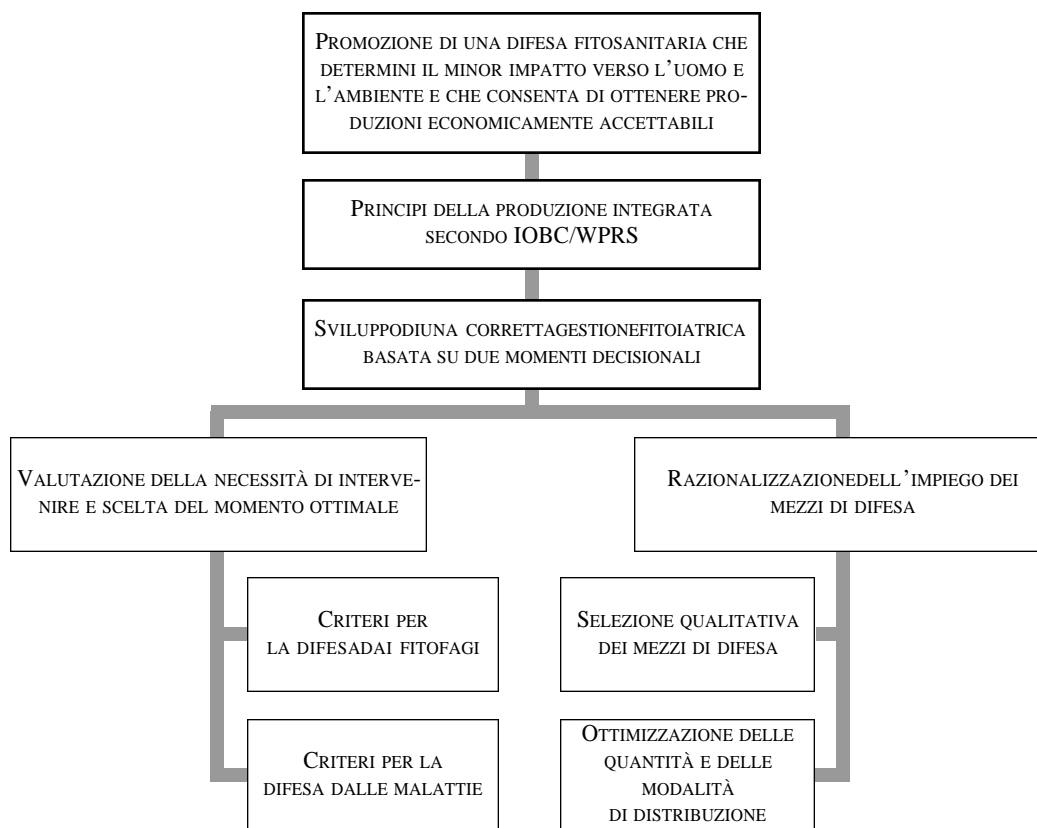 PROMOZIONE DI UNA DIFESA FITOSANITARIA CHE
DETERMINI IL MINOR IMPATTO VERSO L'UOMO E
L'AMBIENTE E CHE CONSENTA DI OTTENERE PRO-
DUZIONI ECONOMICAMENTE ACCETTABILI
PRINCIPI DELLA PRODUZIONE INTEGRATA
SECONDO IOBC/WPRS
SVILUPPODIUNA CORRETTAGESTIONEFITOIATRICA
BASATA SU DUE MOMENTI DECISIONALI
VALUTAZIONE DELLA NECESSITÀ DI INTERVE-
NIRE E SCELTA DEL MOMENTO OTTIMALE
RAZIONALIZZAZIONEDELL'IMPIEGO DEI
MEZZI DI DIFESA
CRITERI PER
LA DIFESADAI FITOFAGI
SELEZIONE QUALITATIVA
DEI MEZZI DI DIFESA
CRITERI PER LA
DIFESA DALLE MALATTIE
OTTIMIZZAZIONE DELLE
QUANTITÀ E DELLE
MODALITÀ
DI DISTRIBUZIONE